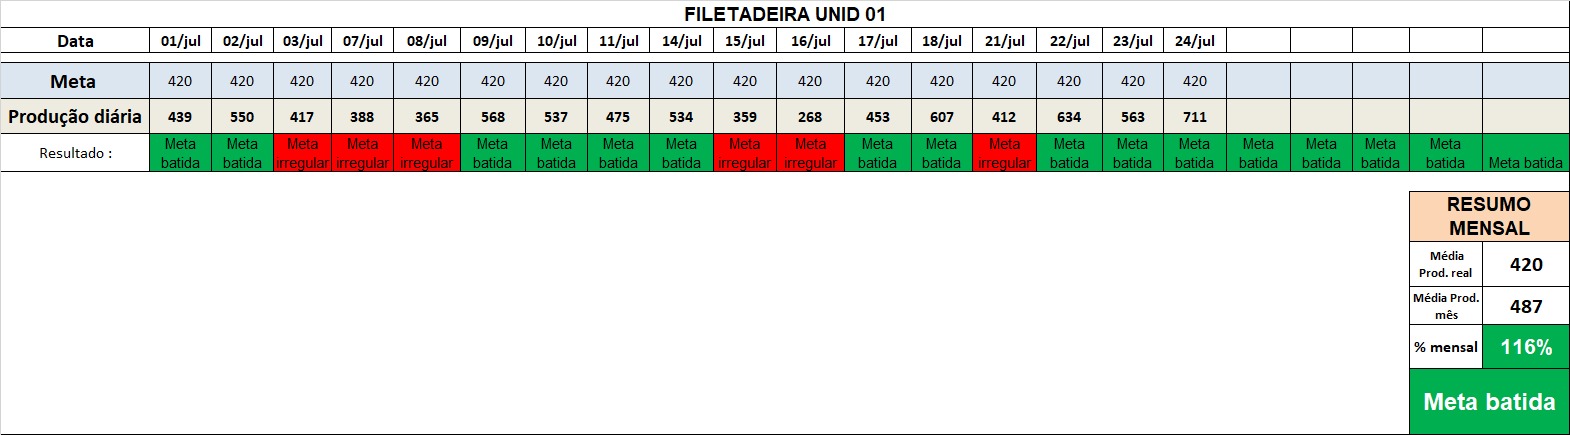 FILETADEIRA UNID 01
Data 01/jul 02/jul 03/jul 07/jul 08/jul 09/jul 10/jul 11/jul 14/jul 15/jul 16/jul 17/jul 18/jul 21/jul 22/jul 23/jul 24/jul
Meta 420 420 420 420 420 420 420 420 420 420 420 420 420 420 420 420 420
Produção diária 439 550 417 388 365 568 537 475 534 359 268 453 607 412 634 563 711
Resultado : Meta batida Meta batida Meta irregular Meta irregular Meta irregular Meta batida Meta batida Meta batida Meta batida Meta irregular Meta irregular Meta batida Meta batida Meta irregular Meta batida Meta batida Meta batida Meta batida Meta batida Meta batida Meta batida Meta batida
RESUMO
MENSAL
Média
Prod. real 420
Média Prod.
mês 487
% mensal 116%
Meta batida